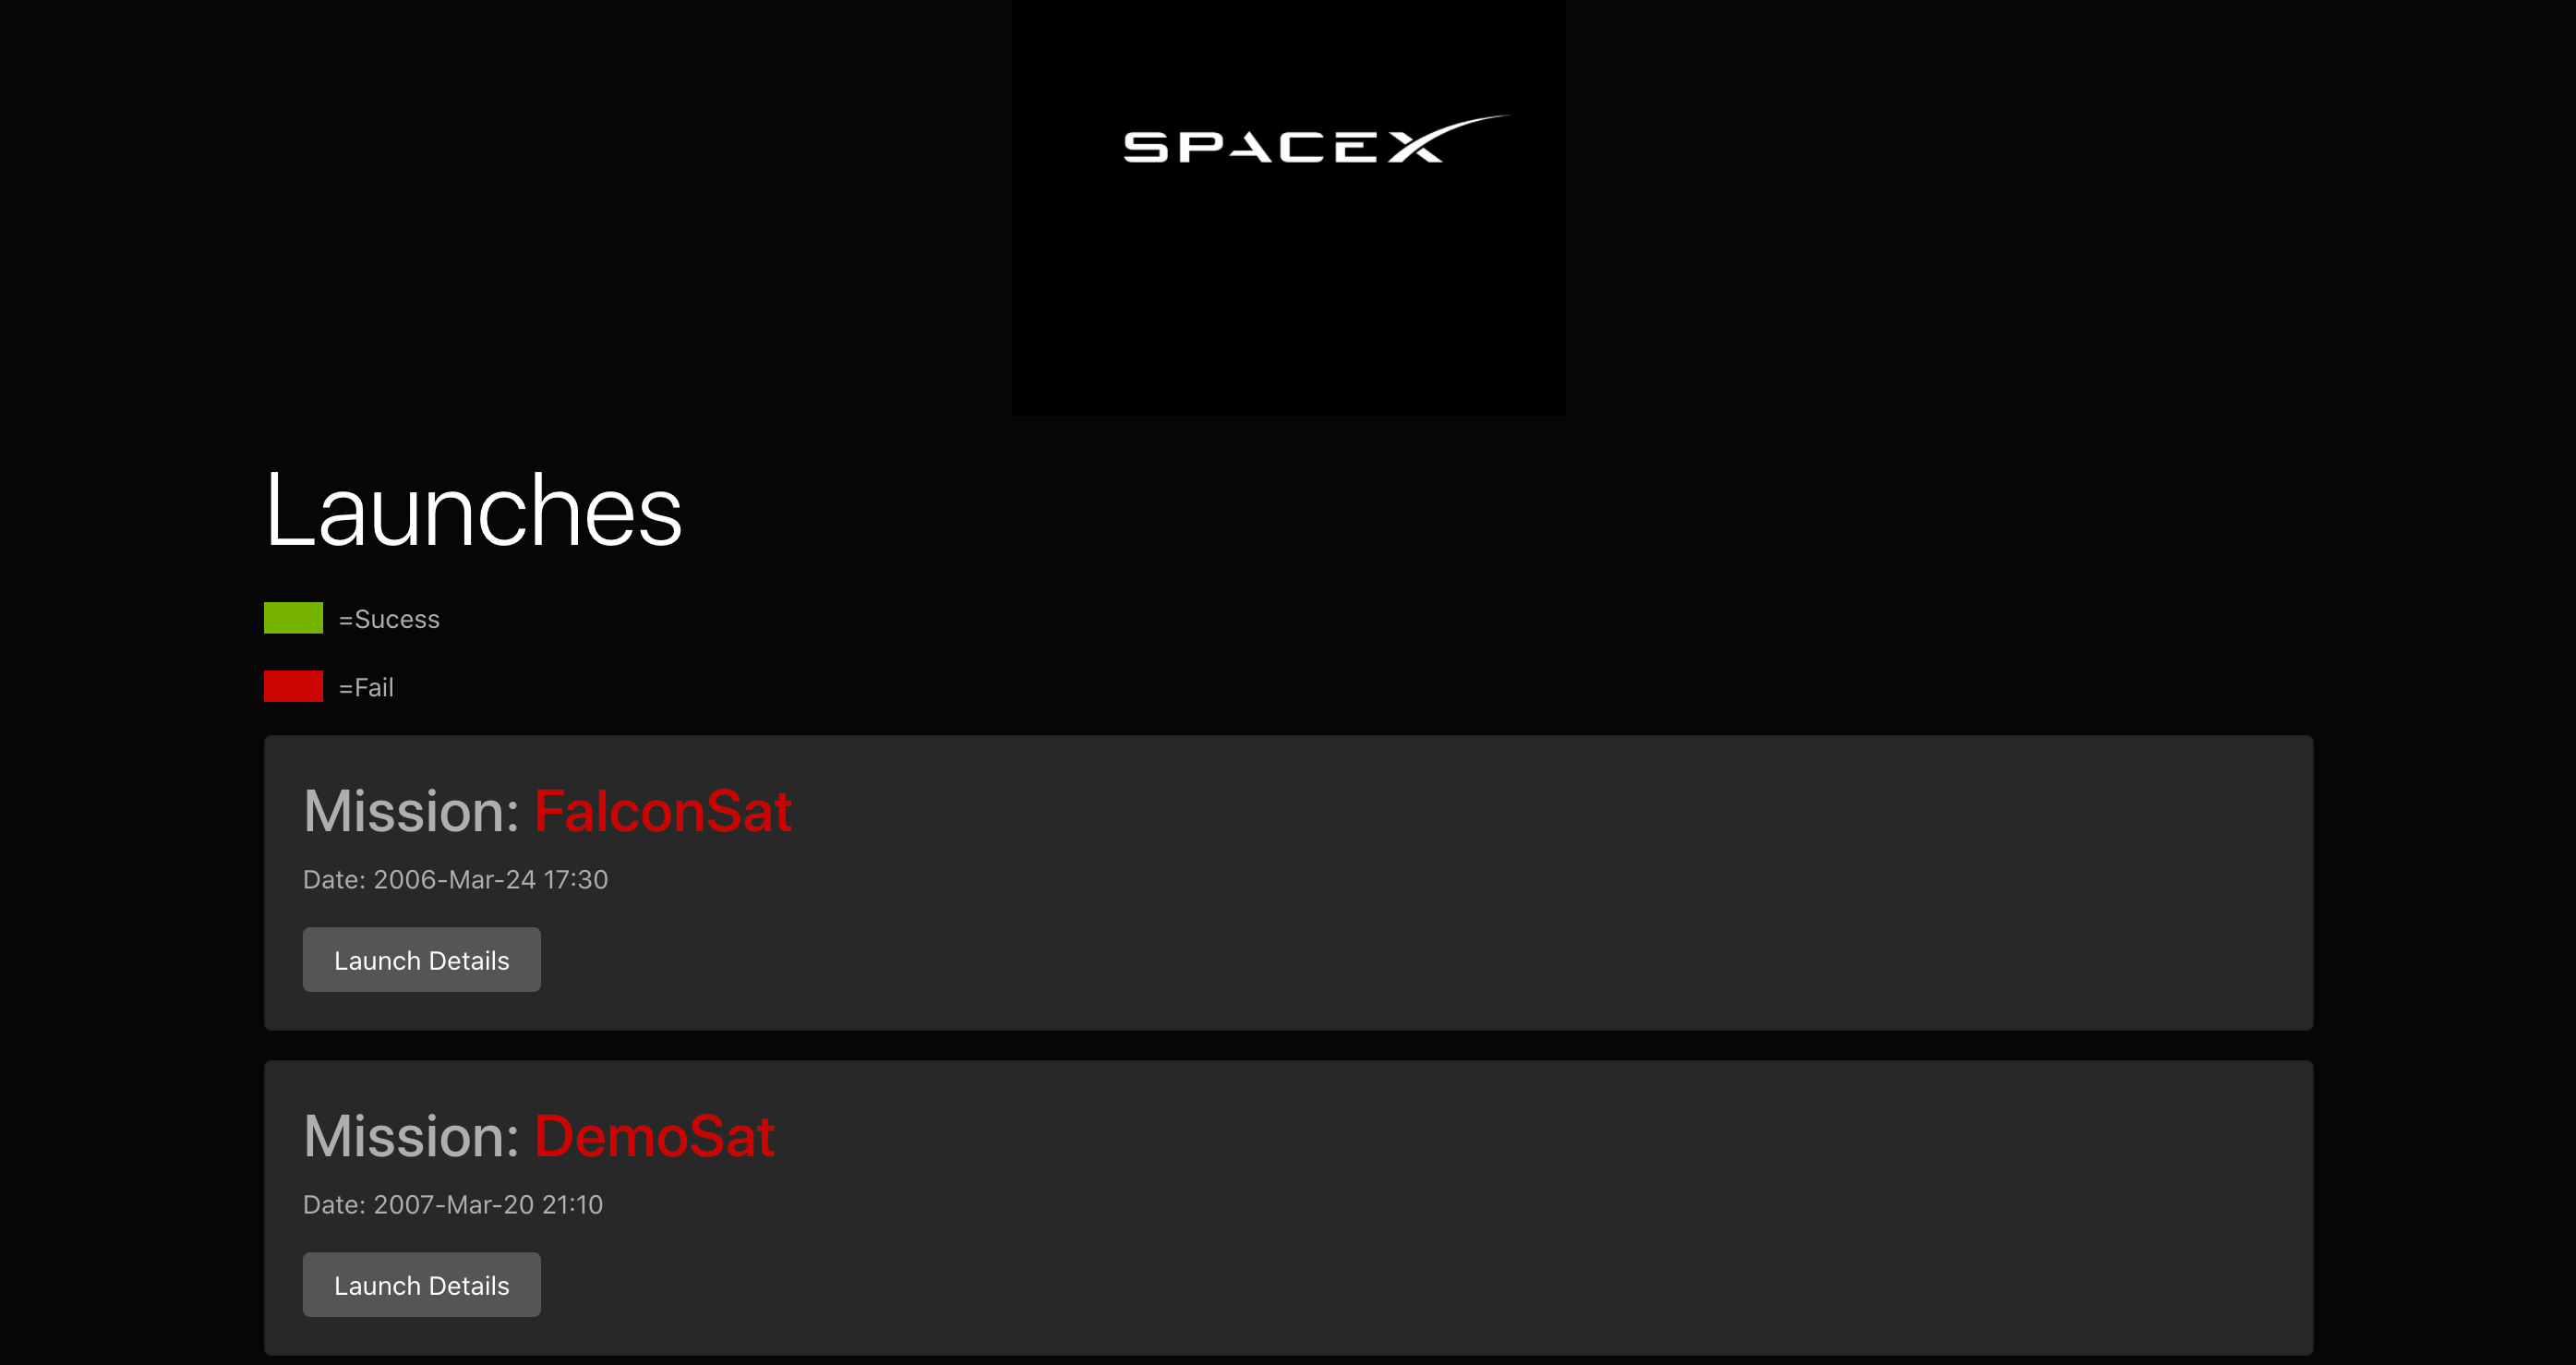 SPACEX
Launches
=Sucess
=Fail
Mission: FalconSat
Date: 2006-Mar-24 17:30
Launch Details
Mission: DemoSat
Date: 2007-Mar-20 21:10
Launch Details